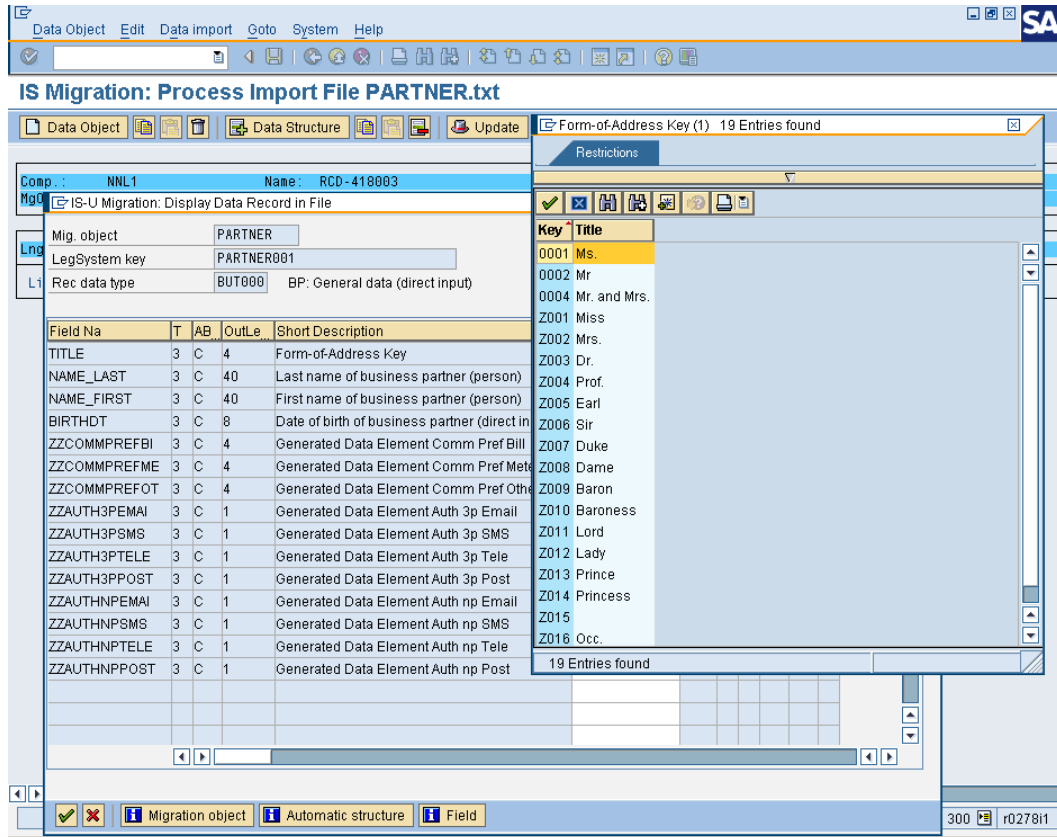 Data Object Edit Data import Goto System Help
SA
IS Migration: Process Import File PARTNER.txt
Data Object Data Structure Update
Form-of-Address Key (1) 19 Entries found
Restrictions
Comp.: NNL1 Name: RCD-418003
MgO
IS-U Migration: Display Data Record in File
Mig. object PARTNER
Lng
LegSystem key PARTNER001
Li
Rec data type BUT000 BP: General data (direct input)
Field Na T AB... OutLe... Short Description
TITLE 3 C 4 Form-of-Address Key
NAME_LAST 3 C 40 Last name of business partner (person)
NAME_FIRST 3 C 40 First name of business partner (person)
BIRTHDT 3 C 8 Date of birth of business partner (direct in
ZZCOMMPREFBI 3 C 4 Generated Data Element Comm Pref Bill
ZZCOMMPREFME 3 C 4 Generated Data Element Comm Pref Mete
ZZCOMMPREFOT 3 C 4 Generated Data Element Comm Pref Othe
ZZAUTH3PEMAI 3 C 1 Generated Data Element Auth 3p Email
ZZAUTH3PSMS 3 C 1 Generated Data Element Auth 3p SMS
ZZAUTH3PTELE 3 C 1 Generated Data Element Auth 3p Tele
ZZAUTH3PPOST 3 C 1 Generated Data Element Auth 3p Post
ZZAUTHNPEMAI 3 C 1 Generated Data Element Auth np Email
ZZAUTHNPSMS 3 C 1 Generated Data Element Auth np SMS
ZZAUTHNPTELE 3 C 1 Generated Data Element Auth np Tele
ZZAUTHNPPOST 3 C 1 Generated Data Element Auth np Post
Key Title
0001 Ms.
0002 Mr
0004 Mr. and Mrs.
Z001 Miss
Z002 Mrs.
Z003 Dr.
Z004 Prof.
Z005 Earl
Z006 Sir
Z007 Duke
Z008 Dame
Z009 Baron
Z010 Baroness
Z011 Lord
Z012 Lady
Z013 Prince
Z014 Princess
Z015
Z016 Occ.
19 Entries found
Migration object Automatic structure Field
300 r0278i1